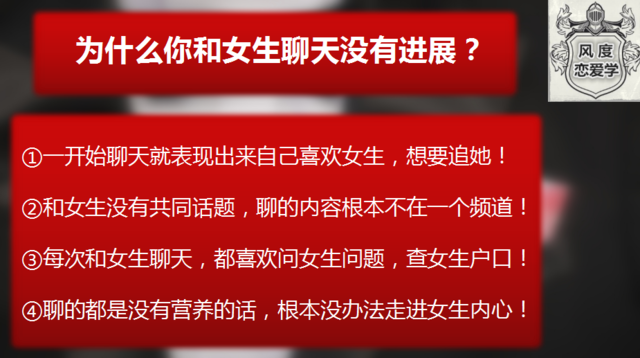 为什么你和女生聊天没有进展？
风度
恋爱学
①一开始聊天就表现出来自己喜欢女生，想要追她！
②和女生没有共同话题，聊的内容根本不在一个频道！
③每次和女生聊天，都喜欢问女生问题，查女生户口！
④聊的都是没有营养的话，根本没办法走进女生内心！